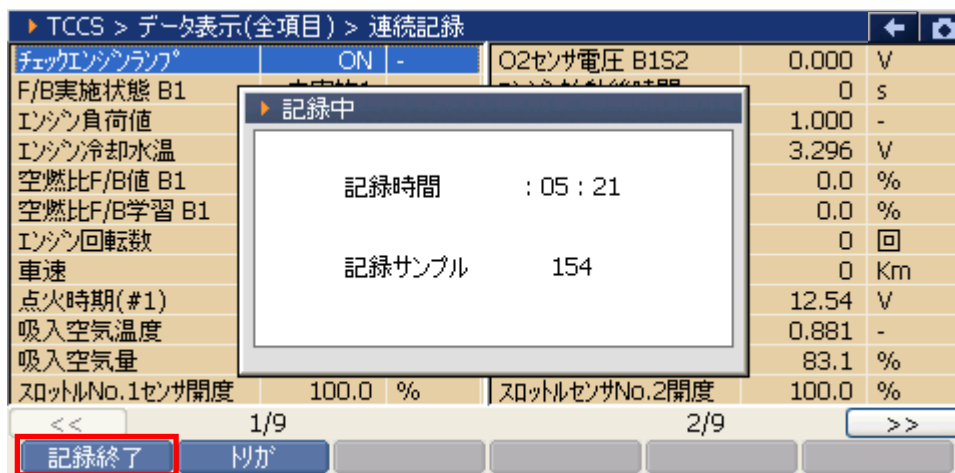 TCCS > データ表示(全項目) > 連続記録
ﾁｪｯｸｴﾝｼﾞﾝﾗﾝﾌﾟ ON - O2ｾﾝｻ電圧 B1S2 0.000 V
F/B実施状態 B1 0 s
ｴﾝｼﾞﾝ負荷値 1.000 -
ｴﾝｼﾞﾝ冷却水温 3.296 V
空燃比F/B値 B1 0.0 %
空燃比F/B学習 B1 0.0 %
ｴﾝｼﾞﾝ回転数 0 回
車速 0 Km
点火時期(#1) 12.54 V
吸入空気温度 0.881 -
吸入空気量 83.1 %
ｽﾛｯﾄﾙNo.1ｾﾝｻ開度 100.0 % ｽﾛｯﾄﾙｾﾝｻNo.2開度 100.0 %
記録中
記録時間 : 05 : 21
記録サンプル 154
<< 1/9 2/9 >>
記録終了 ﾄﾘｶﾞ